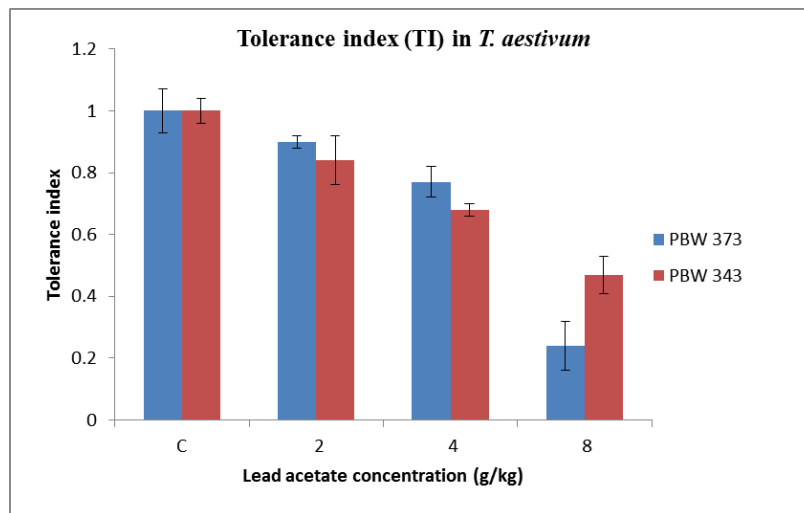 Tolerance index (TI) in T. aestivum
1.2
1
0.8
0.6
0.4
0.2
0
Tolerance index
C 2 4 8
Lead acetate concentration (g/kg)
PBW 373
PBW 343